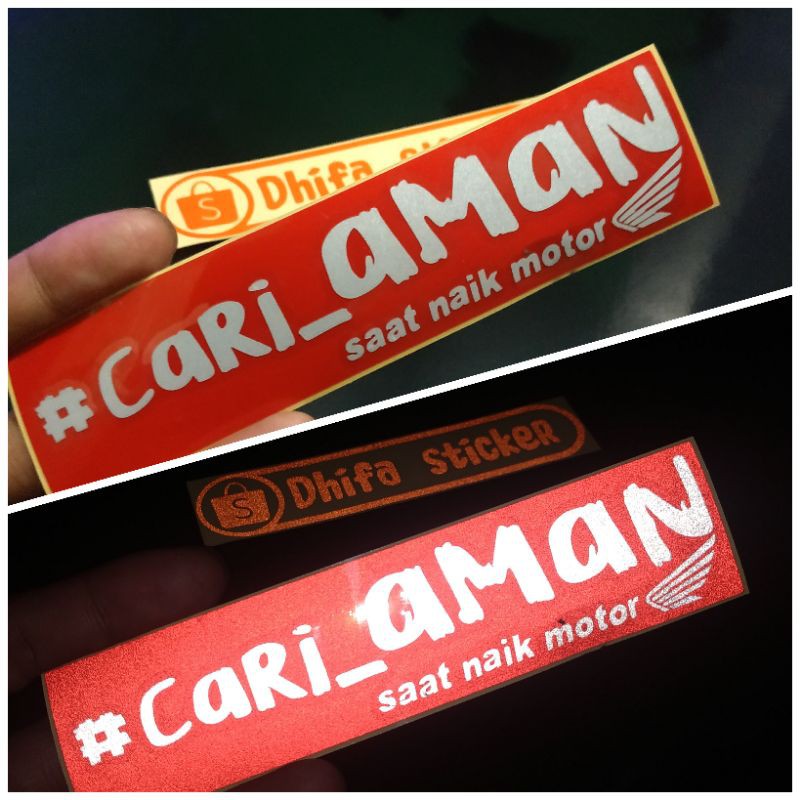 Dhifa
#CaRi_aMaN
saat naik motor
S
Dhifa sticker
#CaRi_aMaN
saat naik motor